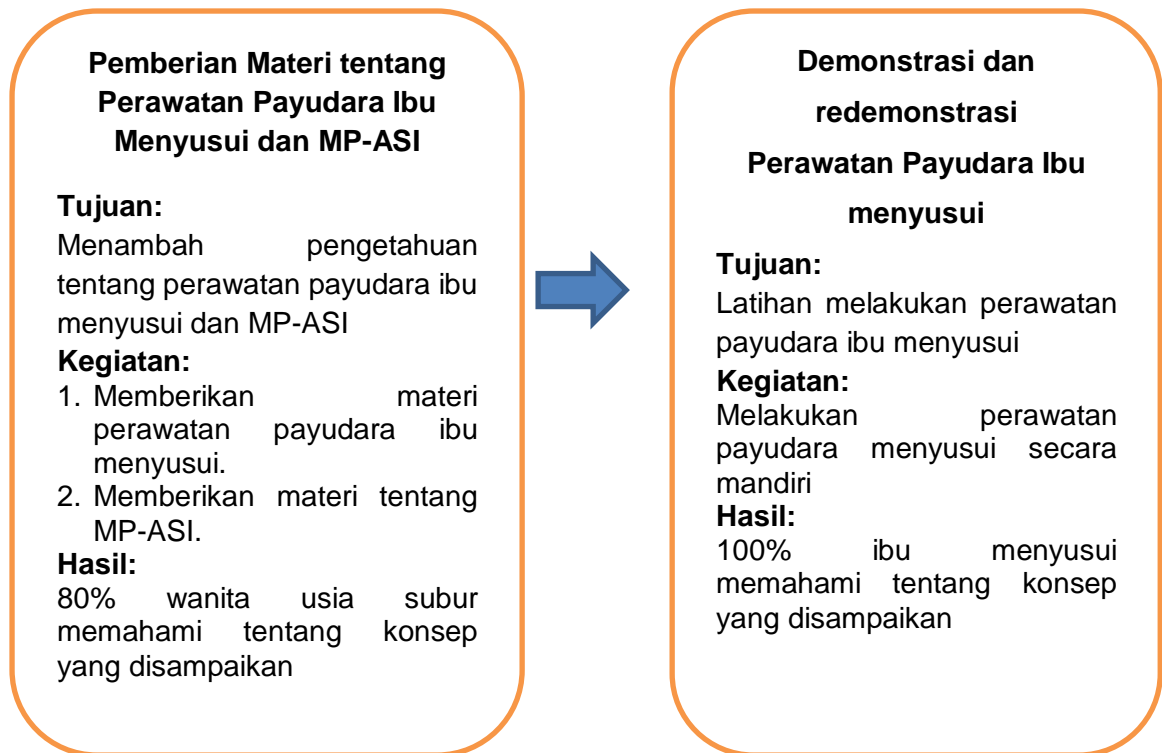 Pemberian Materi tentang
Perawatan Payudara Ibu
Menyusui dan MP-ASI
Tujuan:
Menambah pengetahuan
tentang perawatan payudara ibu
menyusui dan MP-ASI
Kegiatan:
1. Memberikan materi
perawatan payudara ibu
menyusui.
2. Memberikan materi tentang
MP-ASI.
Hasil:
80% wanita usia subur
memahami tentang konsep
yang disampaikan
Demonstrasi dan
redemonstrasi
Perawatan Payudara Ibu
menyusui
Tujuan:
Latihan melakukan perawatan
payudara ibu menyusui
Kegiatan:
Melakukan perawatan
payudara menyusui secara
mandiri
Hasil:
100% ibu menyusui
memahami tentang konsep
yang disampaikan